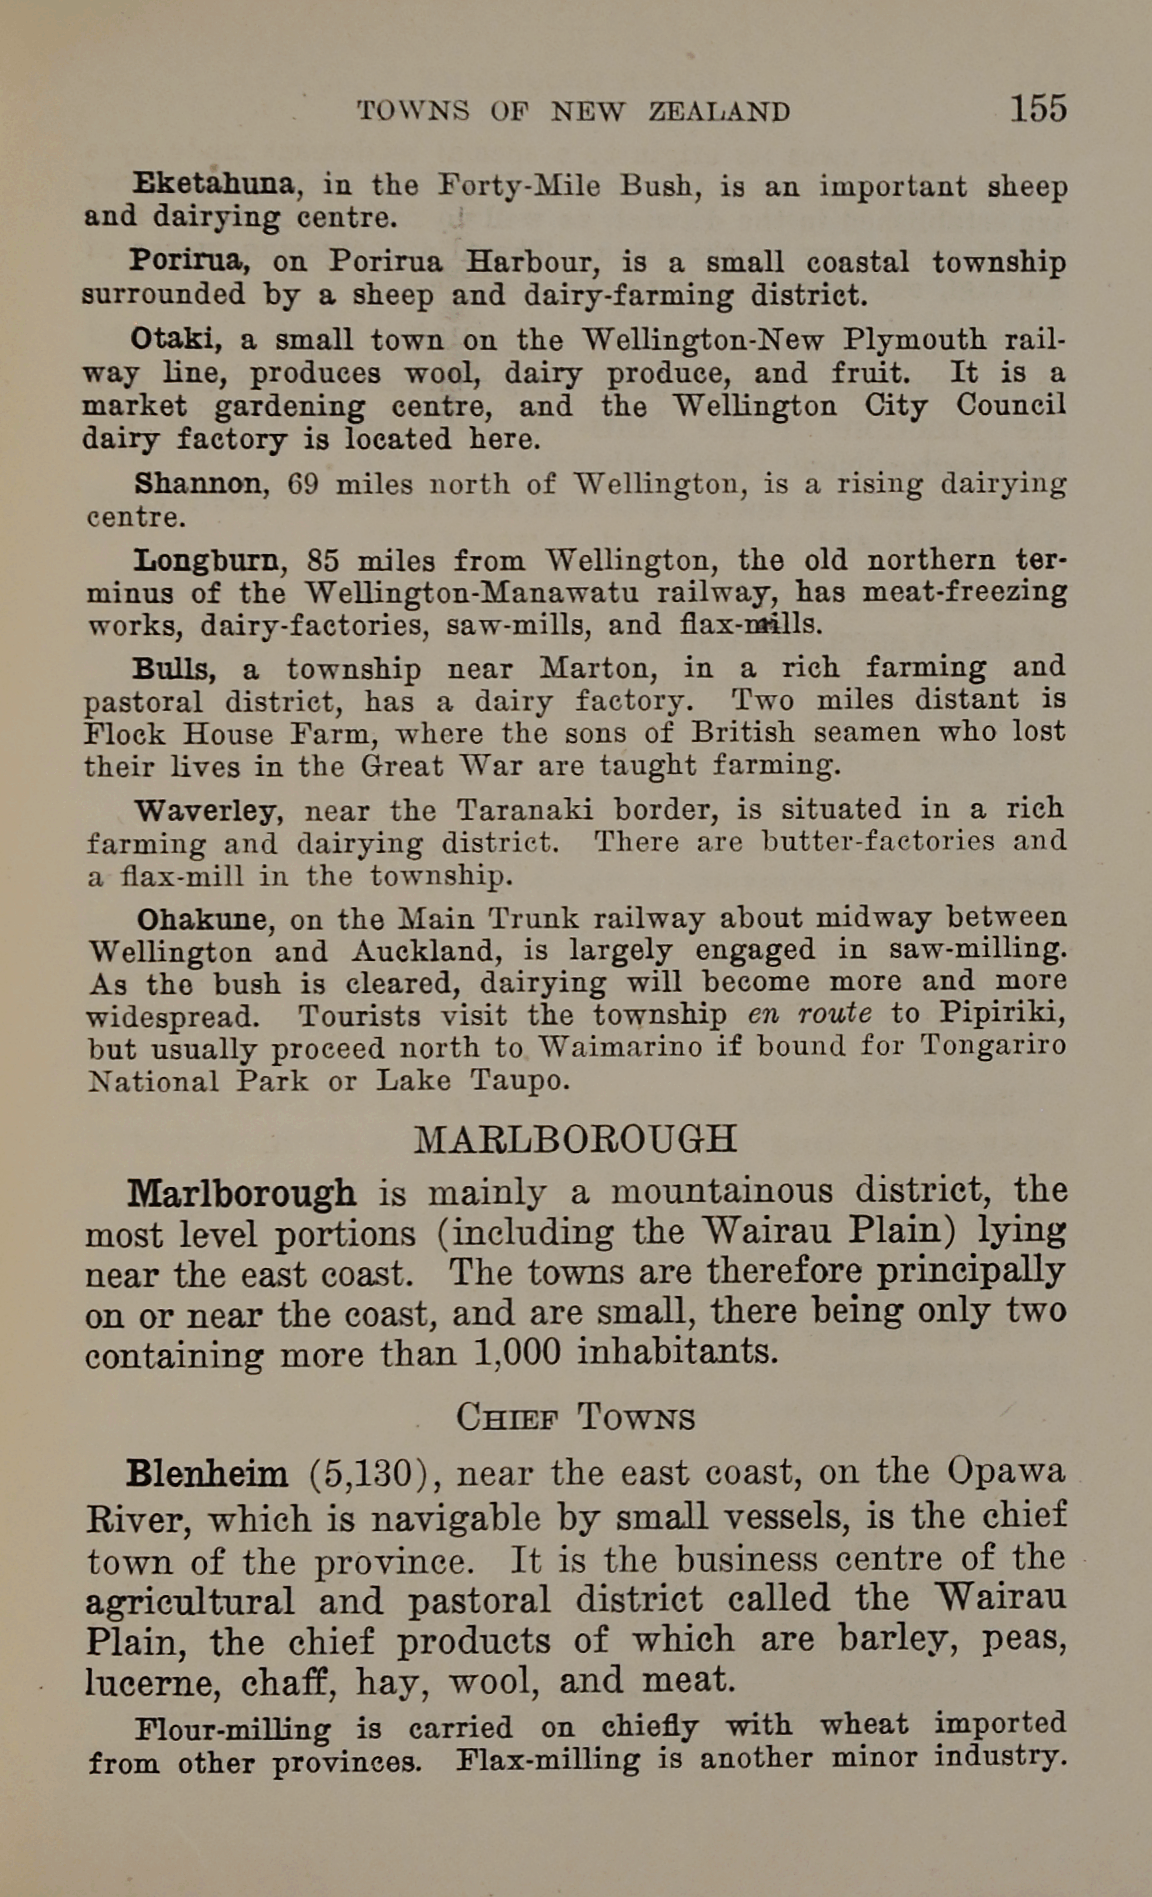 TOWNS OF NEW ZEALAND 155
Eketahuna, in the Forty-Mile Bush, is an important sheep
and dairying centre.
Porirua, on Porirua Harbour, is a small coastal township
surrounded by a sheep and dairy-farming district.
Otaki, a small town on the Wellington-New Plymouth rail-
way line, produces wool, dairy produce, and fruit. It is a
market gardening centre, and the Wellington City Council
dairy factory is located here.
Shannon, 69 miles north of Wellington, is a rising dairying
centre.
Longburn, 85 miles from Wellington, the old northern ter-
minus of the Wellington-Manawatu railway, has meat-freezing
works, dairy-factories, saw-mills, and flax-mills.
Bulls, a township near Marton, in a rich farming and
pastoral district, has a dairy factory. Two miles distant is
Flock House Farm, where the sons of British seamen who lost
their lives in the Great War are taught farming.
Waverley, near the Taranaki border, is situated in a rich
farming and dairying district. There are butter-factories and
a flax-mill in the township.
Ohakune, on the Main Trunk railway about midway between
Wellington and Auckland, is largely engaged in saw-milling.
As the bush is cleared, dairying will become more and more
widespread. Tourists visit the township en route to Pipiriki,
but usually proceed north to Waimarino if bound for Tongariro
National Park or Lake Taupo.
MARLBOROUGH
Marlborough is mainly a mountainous district, the
most level portions (including the Wairau Plain) lying
near the east coast. The towns are therefore principally
on or near the coast, and are small, there being only two
containing more than 1,000 inhabitants.
CHIEF TOWNS
Blenheim (5,130), near the east coast, on the Opawa
River, which is navigable by small vessels, is the chief
town of the province. It is the business centre of the
agricultural and pastoral district called the Wairau
Plain, the chief products of which are barley, peas,
lucerne, chaff, hay, wool, and meat.
Flour-milling is carried on chiefly with wheat imported
from other provinces. Flax-milling is another minor industry.